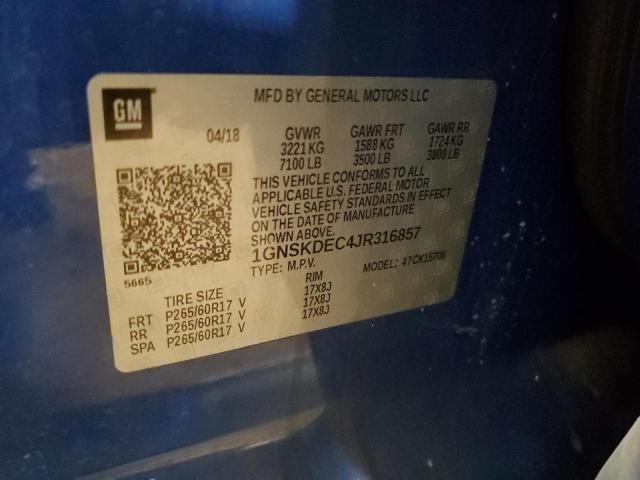 GM
MFD BY GENERAL MOTORS LLC
04/18 GVWR GAWR FRT GAWR RR
3221 KG 1588 KG 1724 KG
7100 LB 3500 LB 3800 LB
THIS VEHICLE CONFORMS TO ALL
APPLICABLE U.S. FEDERAL MOTOR
VEHICLE SAFETY STANDARDS IN EFFECT
ON THE DATE OF MANUFACTURE
SHOWN ABOVE.
1GNSKDEC4JR316857
TYPE: M.P.V. MODEL: 47CK15706
5665
TIRE SIZE RIM
FRT P265/60R17 V 17X8J
RR P265/60R17 V 17X8J
SPA P265/60R17 V 17X8J